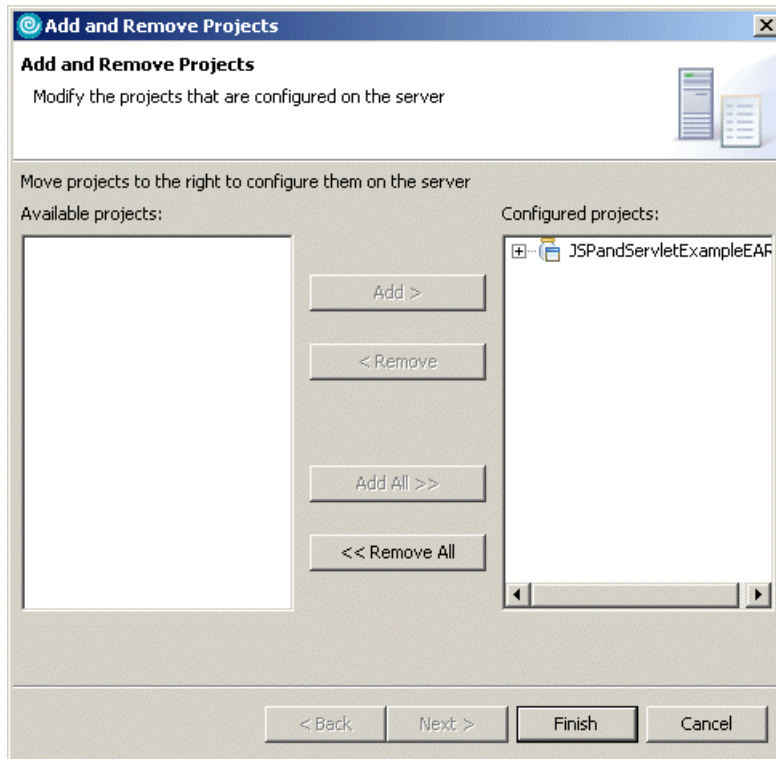 Add and Remove Projects
Add and Remove Projects
Modify the projects that are configured on the server
Move projects to the right to configure them on the server
Available projects:
Configured projects:
JSPandServletExampleEAR
Add >
< Remove
Add All >>
<< Remove All
< Back
Next >
Finish
Cancel